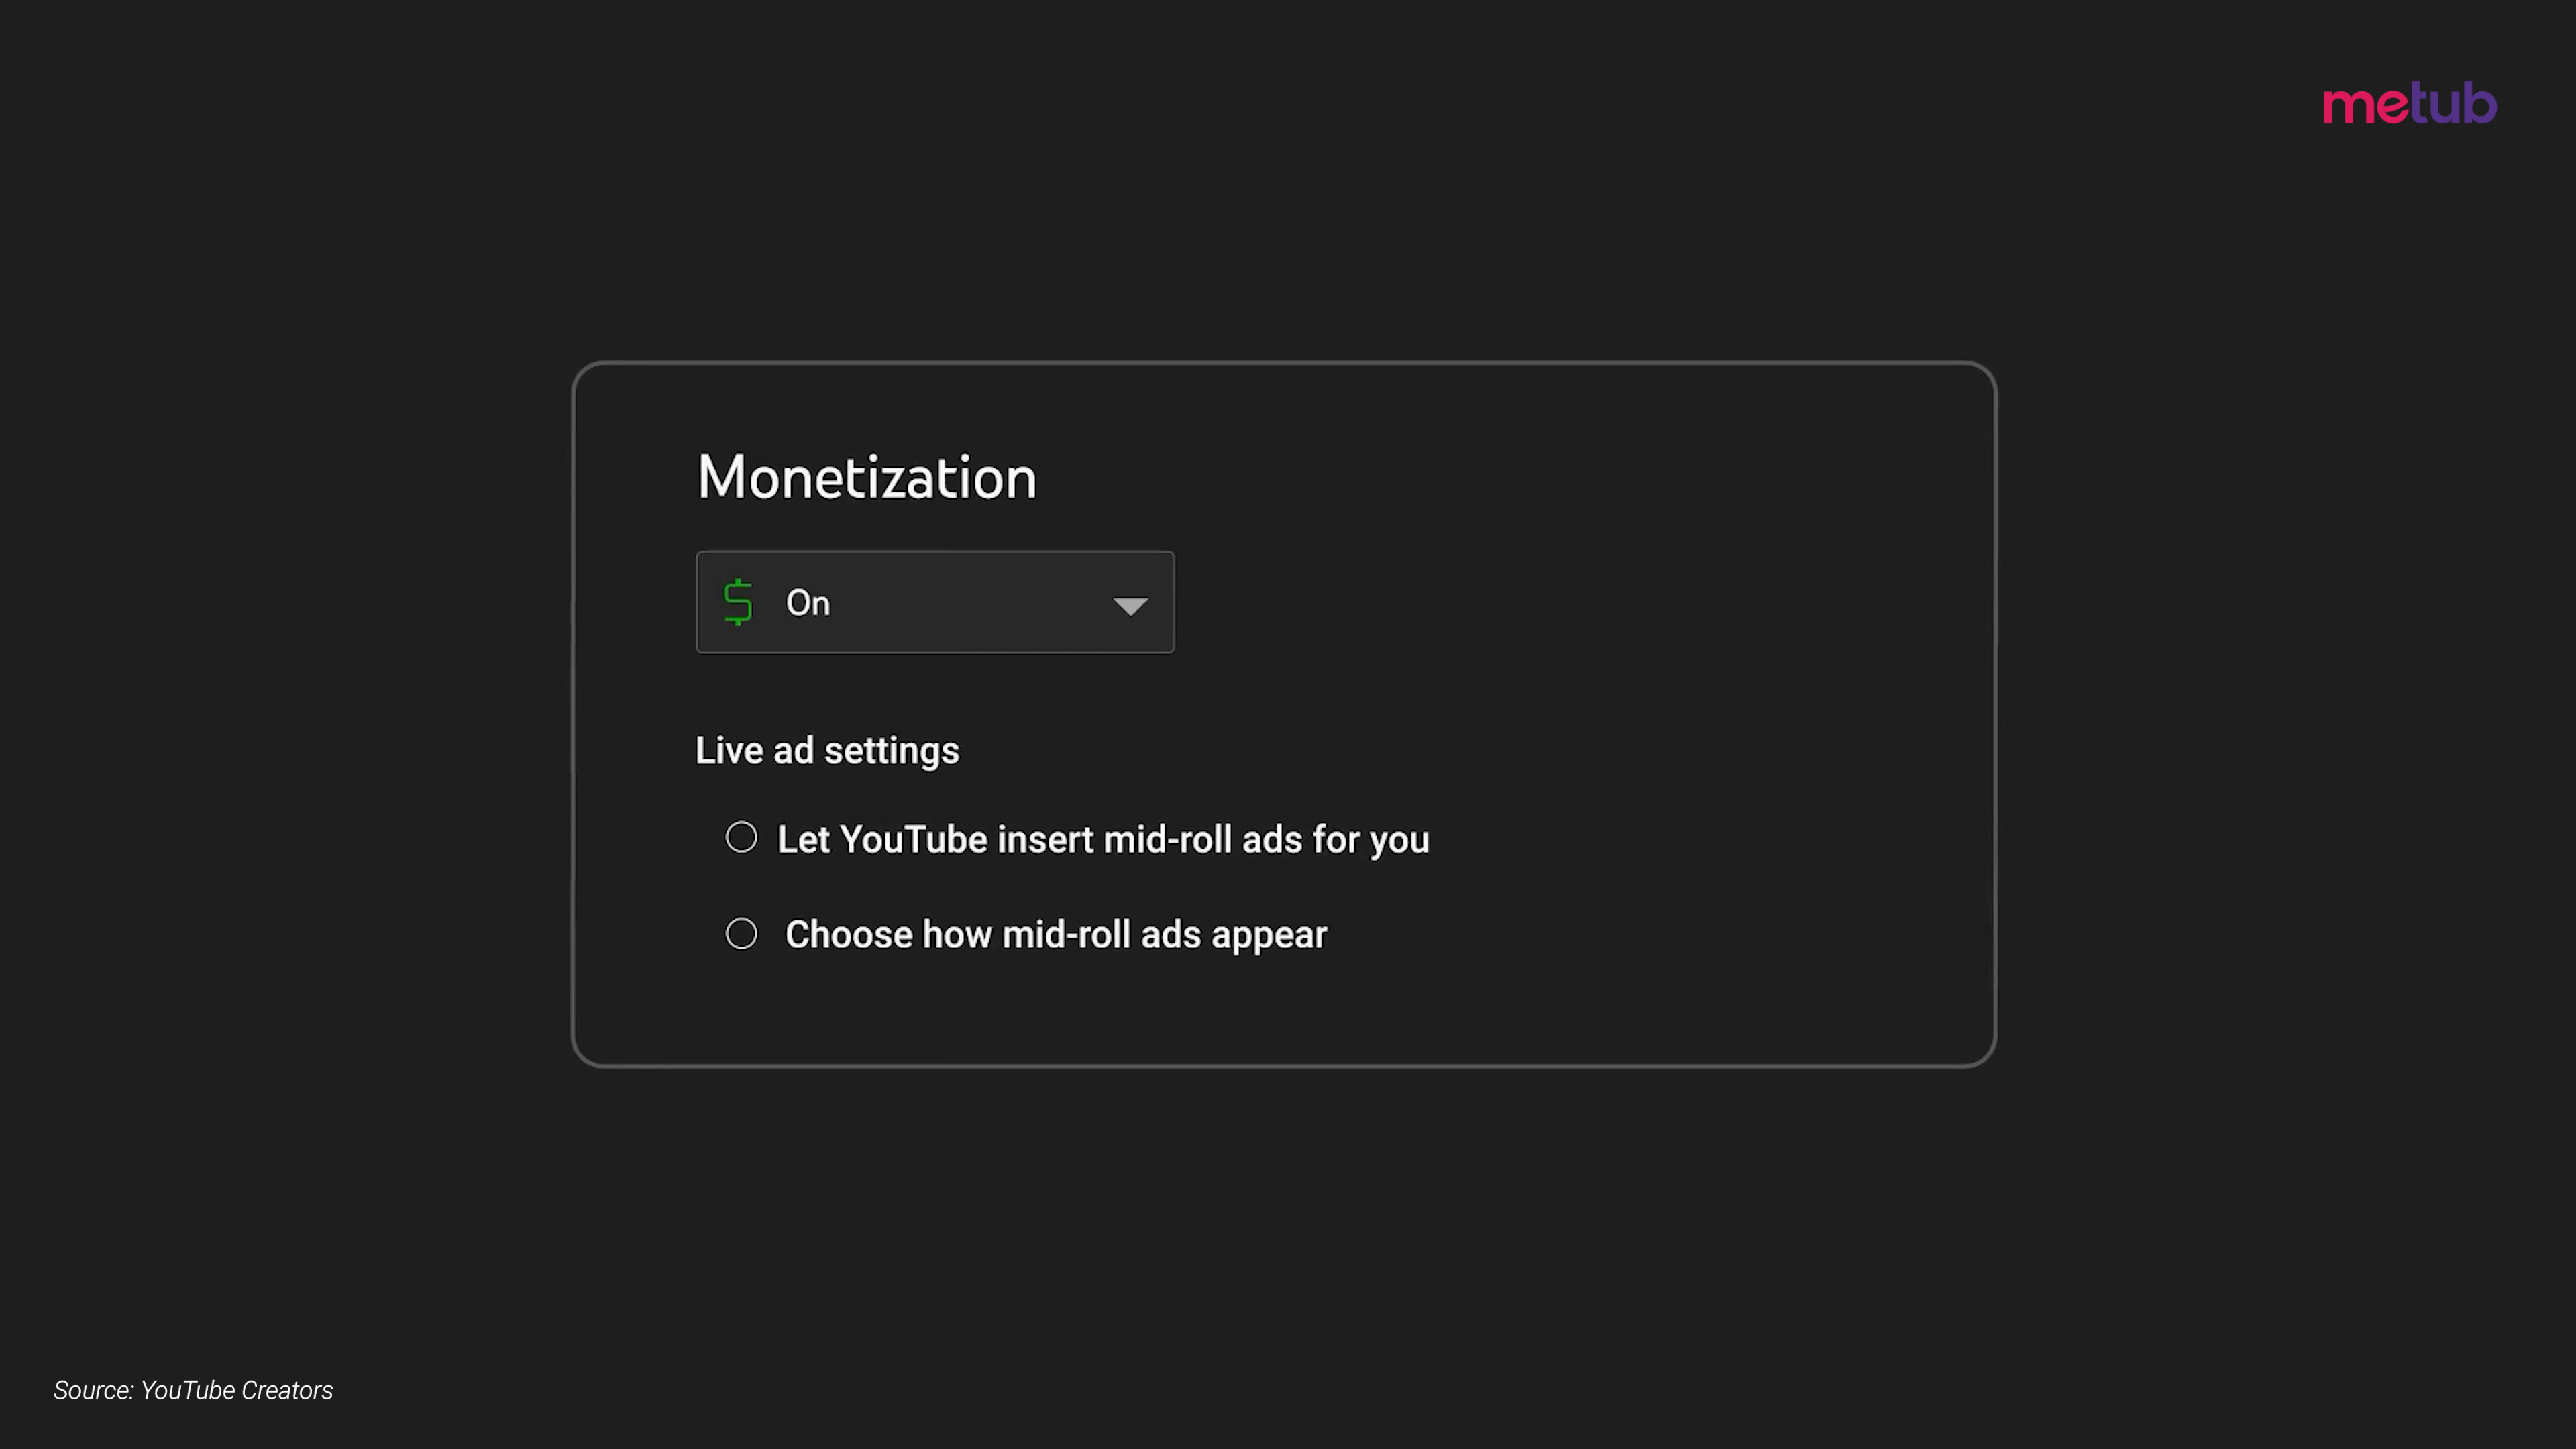 metub
Monetization
$ On
Live ad settings
Let YouTube insert mid-roll ads for you
Choose how mid-roll ads appear
Source: YouTube Creators